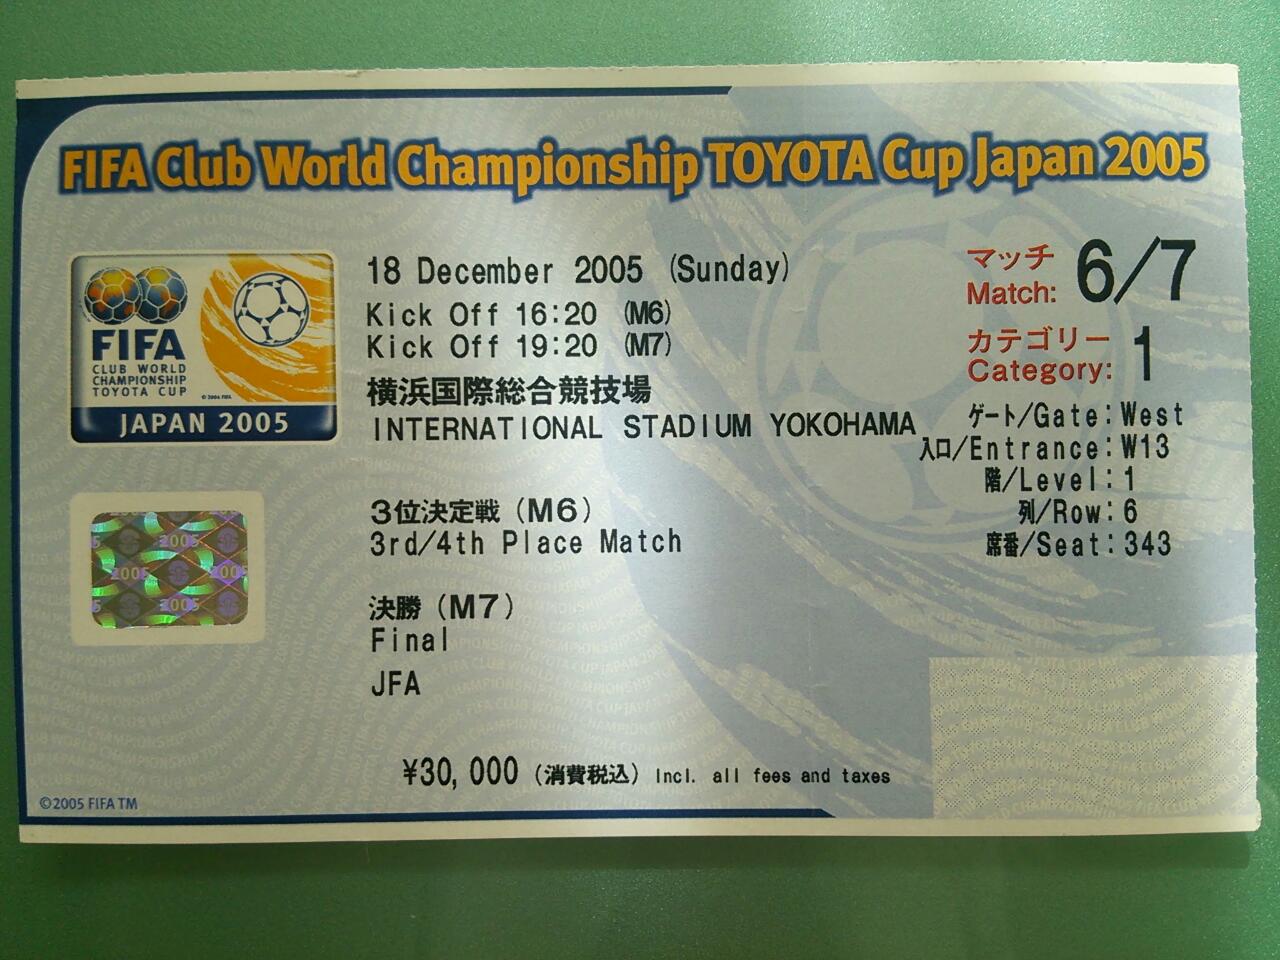 FIFA Club World Championship TOYOTA Cup Japan 2005
FIFA
CLUB WORLD
CHAMPIONSHIP
TOYOTA CUP
© 2004 FIFA
JAPAN 2005
18 December 2005 (Sunday)
Kick Off 16:20 (M6)
Kick Off 19:20 (M7)
横浜国際総合競技場
INTERNATIONAL STADIUM YOKOHAMA
マッチ
Match: 6/7
カテゴリー
Category: 1
ゲート/Gate:West
入口/Entrance:W13
階/Level:1
列/Row:6
席番/Seat:343
3位決定戦(M6)
3rd/4th Place Match
2005
決勝(M7)
Final
JFA
¥30,000(消費税込)Incl. all fees and taxes
©2005 FIFA TM